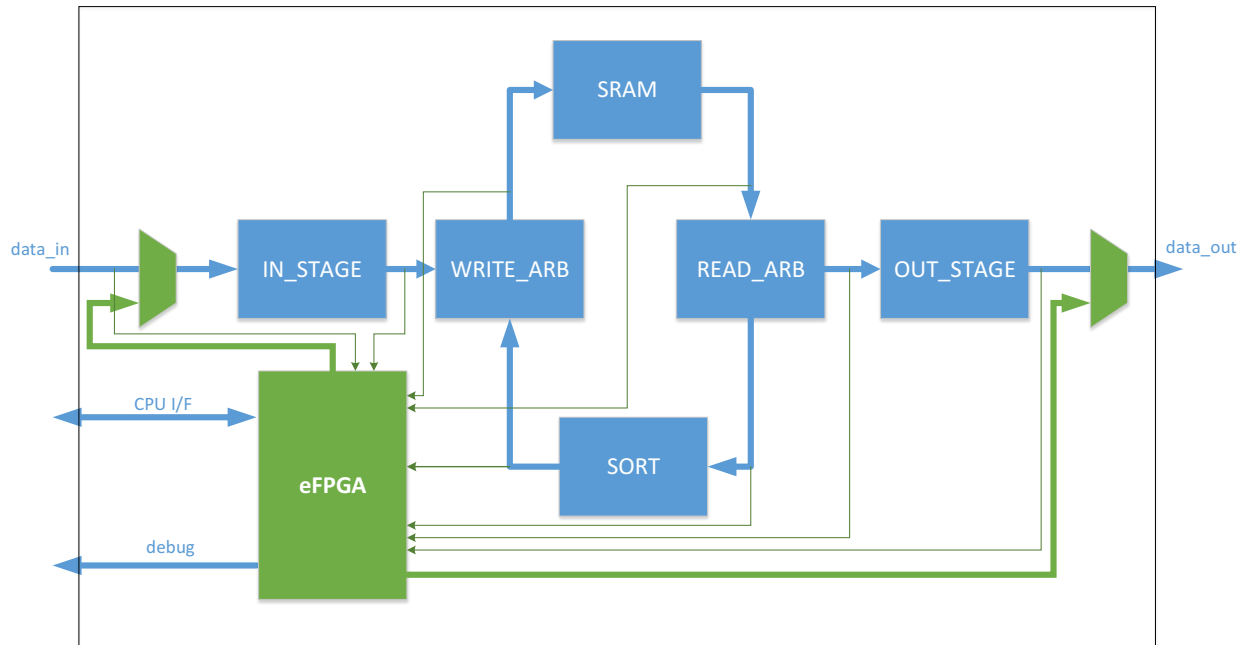 SRAM
data_in
IN_STAGE
WRITE_ARB
READ_ARB
OUT_STAGE
data_out
CPU I/F
SORT
eFPGA
debug